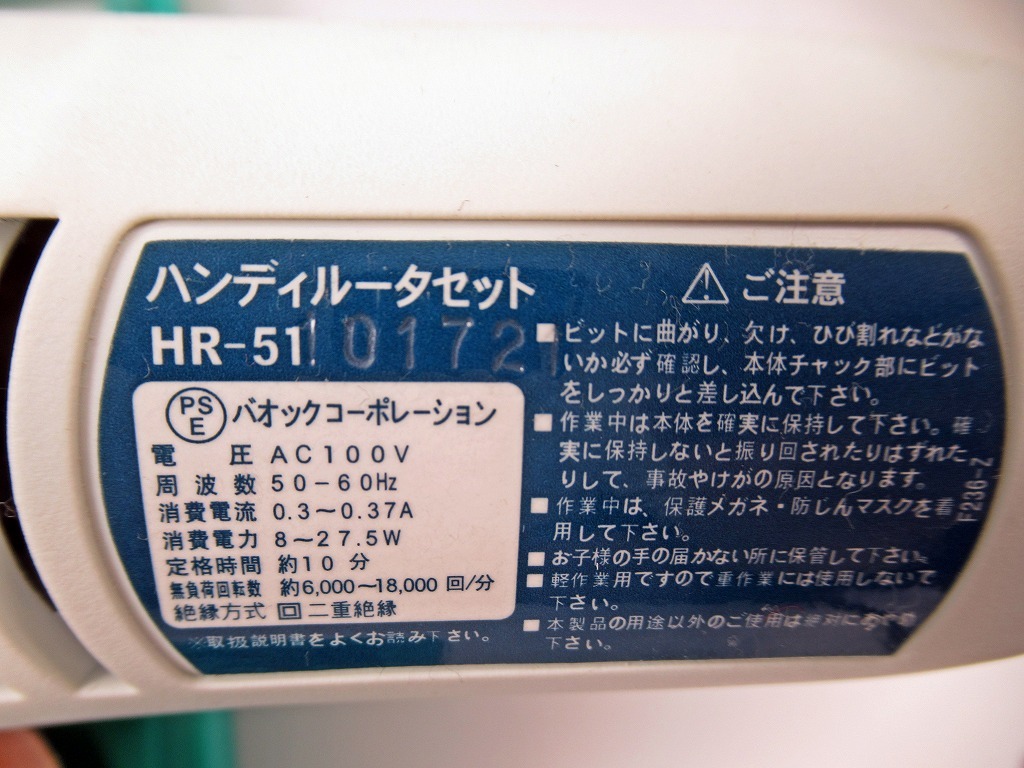 ハンディルータセット
HR-51
101721
PS
E
バオックコーポレーション
電圧 AC100V
周波数 50-60Hz
消費電流 0.3~0.37A
消費電力 8~27.5W
定格時間 約10分
無負荷回転数 約6,000~18,000 回/分
絶縁方式 回 二重絶縁
※取扱説明書をよくお読み下さい。
⚠ ご注意
■ビットに曲がり、欠け、ひび割れなどがな
いか必ず確認し、本体チャック部にビット
をしっかりと差し込んで下さい。
■作業中は本体を確実に保持して下さい。確
実に保持しないと振り回されたりはずれた
りして、事故やけがの原因となります。
■作業中は、保護メガネ・防じんマスクを着
用して下さい。
■お子様の手の届かない所に保管して下さい。
■軽作業用ですので重作業には使用しないで
下さい。
■本製品の用途以外のご使用は絶対におやめ
下さい。
F236-Z